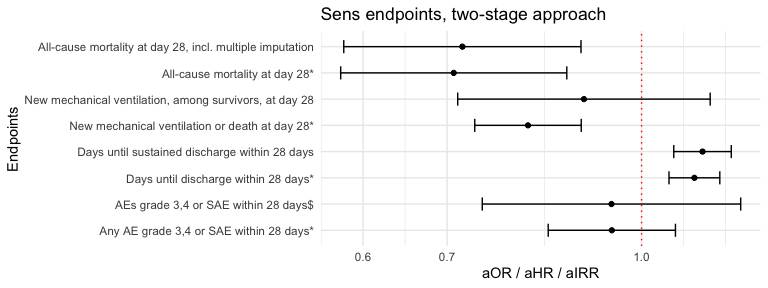 Sens endpoints, two-stage approach
All-cause mortality at day 28, incl. multiple imputation
All-cause mortality at day 28*
New mechanical ventilation, among survivors, at day 28
New mechanical ventilation or death at day 28*
Days until sustained discharge within 28 days
Days until discharge within 28 days*
AEs grade 3,4 or SAE within 28 days$
Any AE grade 3,4 or SAE within 28 days*
Endpoints
0.6 0.7 1.0
aOR / aHR / aIRR